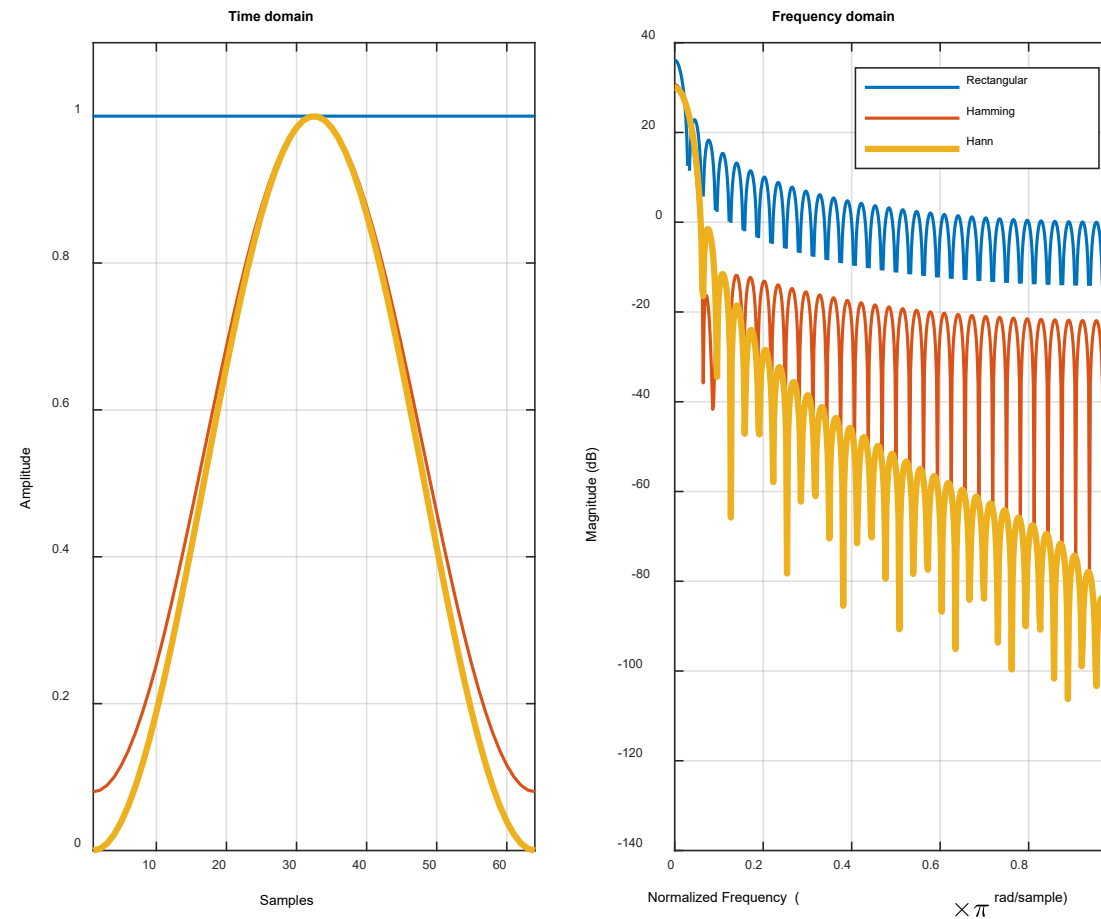 Time domain
1
0.8
0.6
0.4
0.2
0
Amplitude
10 20 30 40 50 60
Samples
Frequency domain
40
20
0
-20
-40
-60
-80
-100
-120
-140
Magnitude (dB)
Rectangular
Hamming
Hann
0 0.2 0.4 0.6 0.8
Normalized Frequency ( ×π rad/sample)